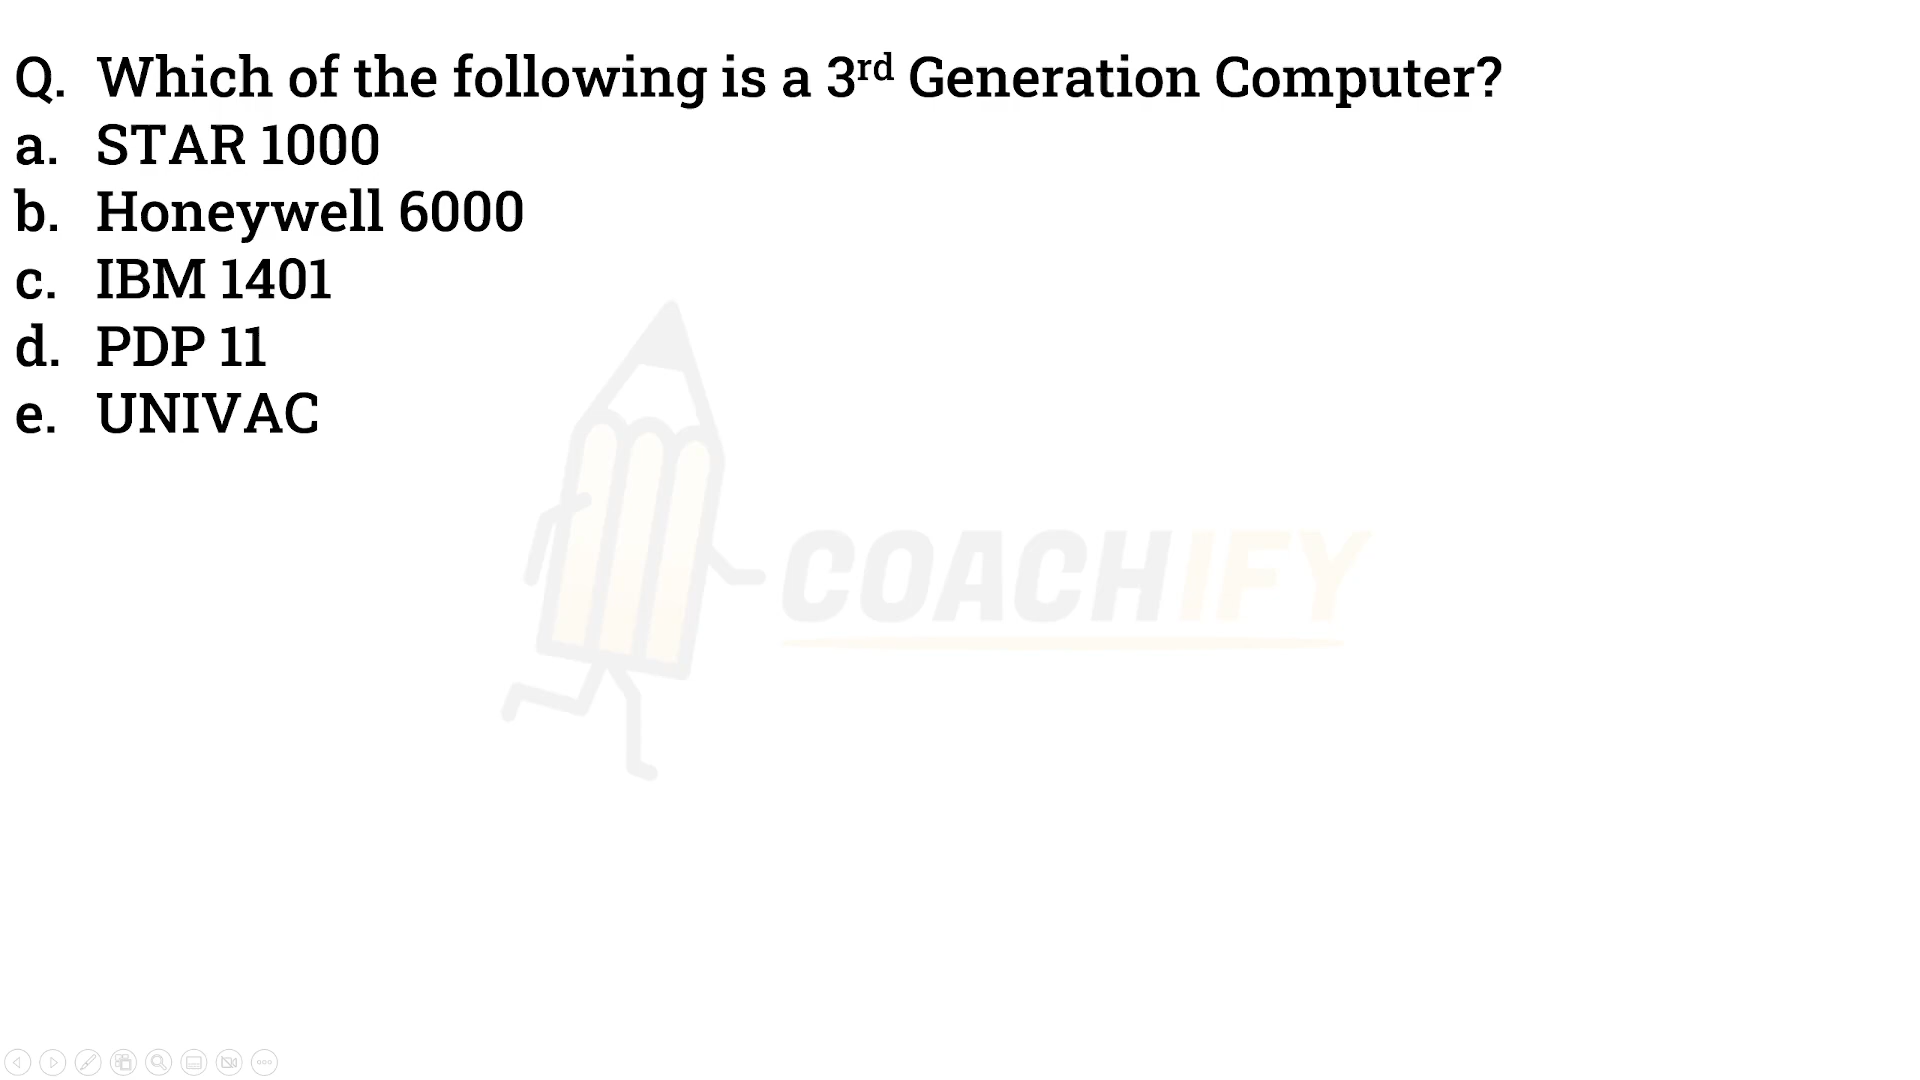 Q. Which of the following is a 3rd Generation Computer?
a. STAR 1000
b. Honeywell 6000
c. IBM 1401
d. PDP 11
e. UNIVAC
COACHIFY